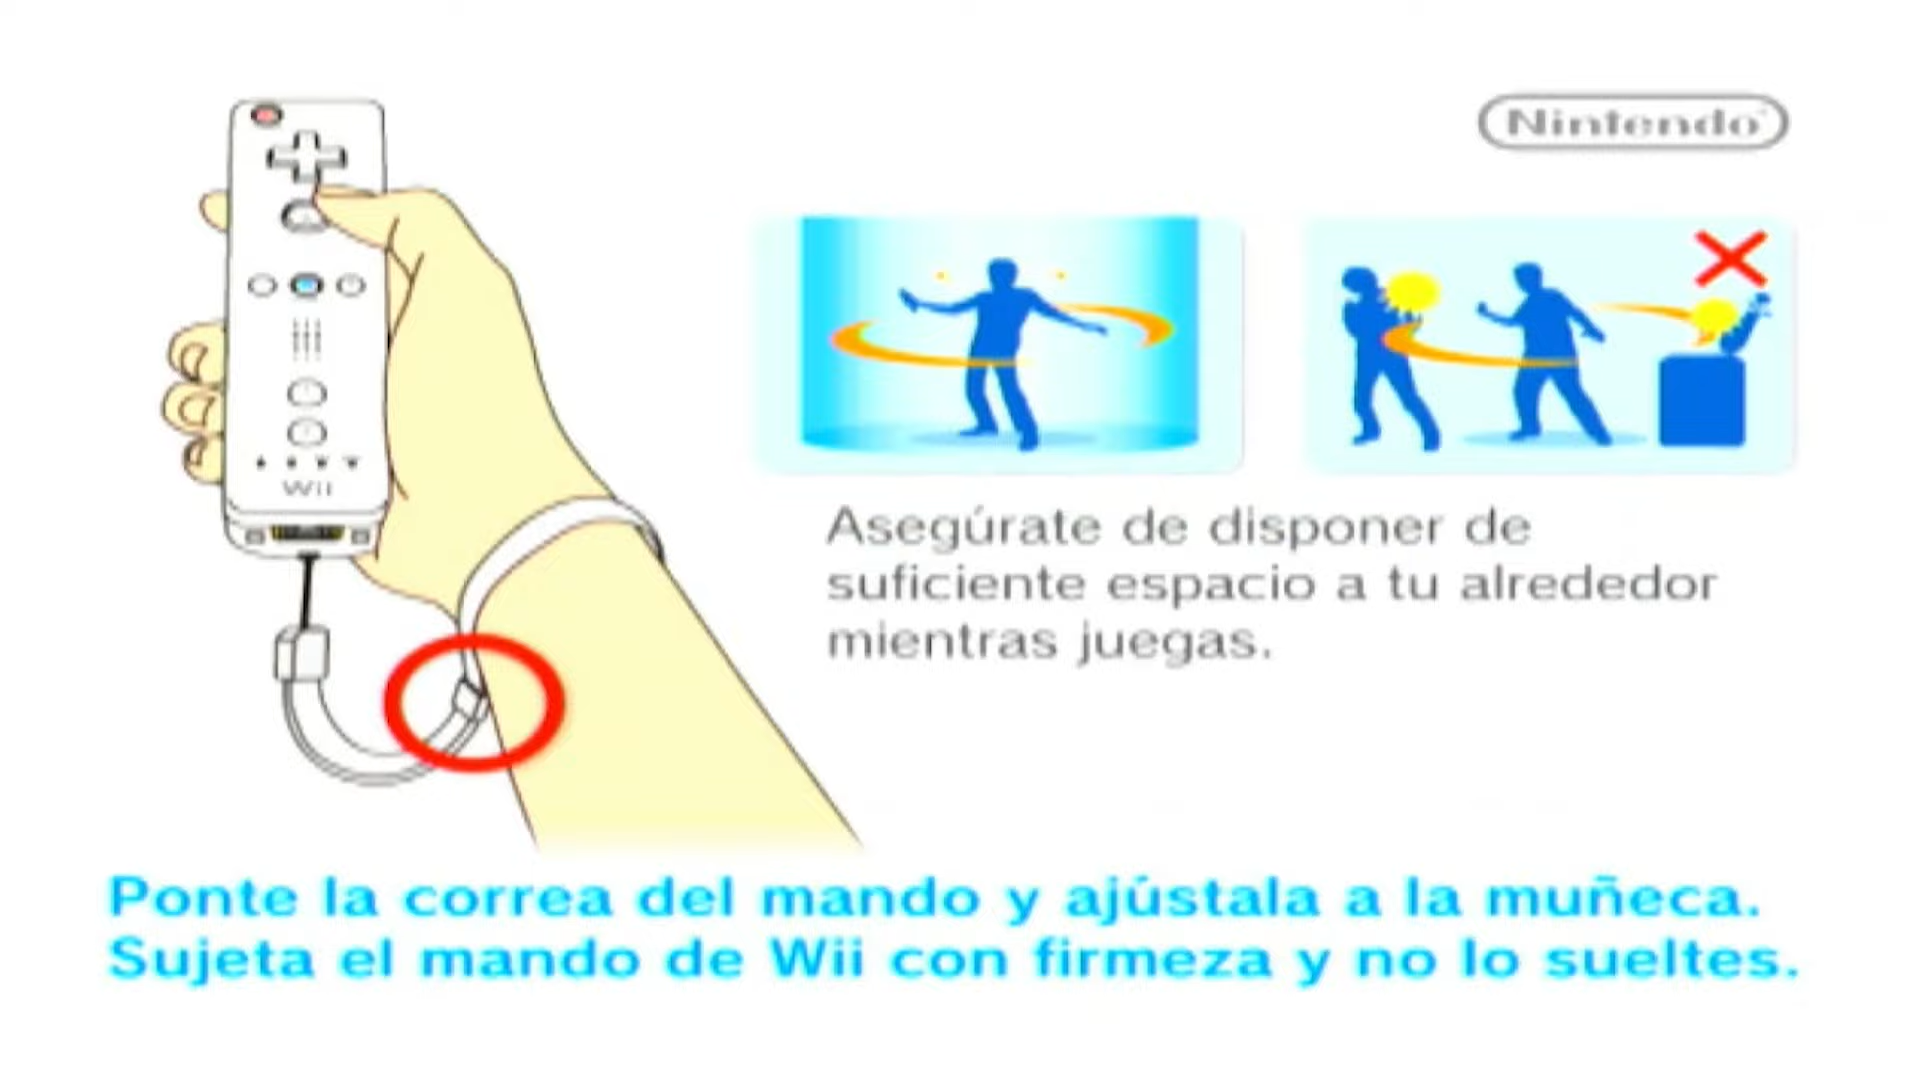 Nintendo
Wii
Asegúrate de disponer de
suficiente espacio a tu alrededor
mientras juegas.
Ponte la correa del mando y ajústala a la muñeca.
Sujeta el mando de Wii con firmeza y no lo sueltes.